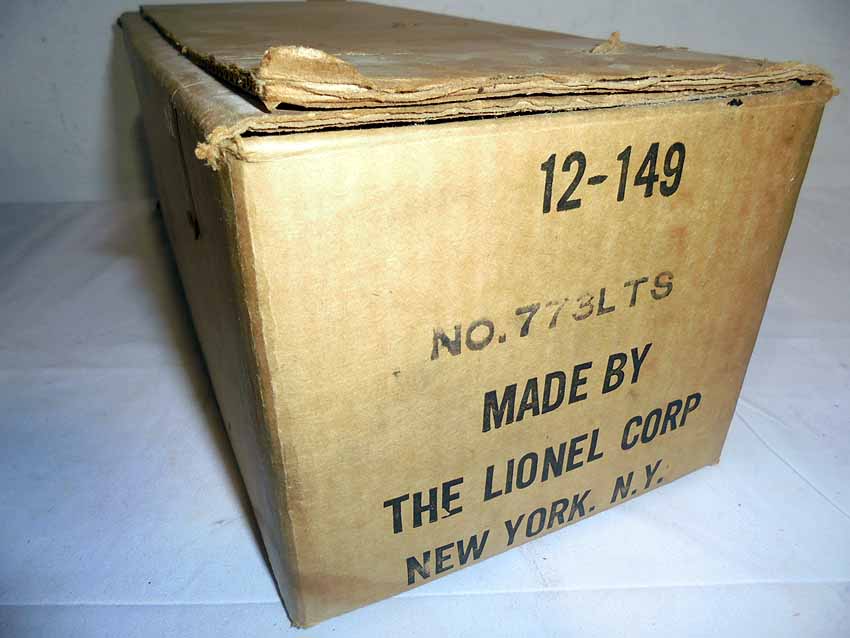 12-149
NO.773LTS
MADE BY
THE LIONEL CORP
NEW YORK. N.Y.